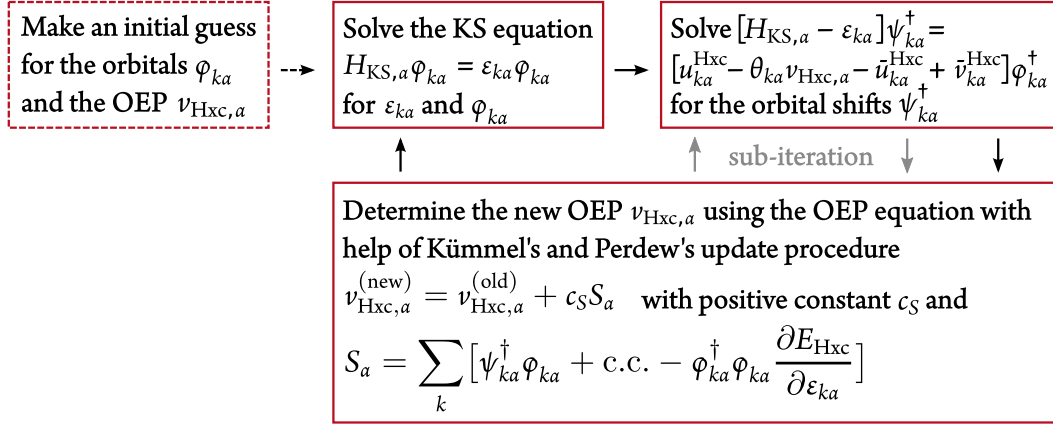 Make an initial guess
for the orbitals φ_{ka}
and the OEP ν_{Hxc,a}
Solve the KS equation
H_{KS,a}φ_{ka} = ε_{ka}φ_{ka}
for ε_{ka} and φ_{ka}
Solve [H_{KS,a} − ε_{ka}]ψ^†_{ka} =
[u^{Hxc}_{ka} − θ_{ka}ν_{Hxc,a} − ū^{Hxc}_{ka} + ν̄^{Hxc}_{ka}]φ^†_{ka}
for the orbital shifts ψ^†_{ka}
sub-iteration
Determine the new OEP ν_{Hxc,a} using the OEP equation with
help of Kümmel's and Perdew's update procedure
ν^{(new)}_{Hxc,a} = ν^{(old)}_{Hxc,a} + c_S S_a with positive constant c_S and
S_a = ∑_k [ψ^†_{ka}φ_{ka} + c.c. − φ^†_{ka}φ_{ka} ∂E_{Hxc}/∂ε_{ka}]